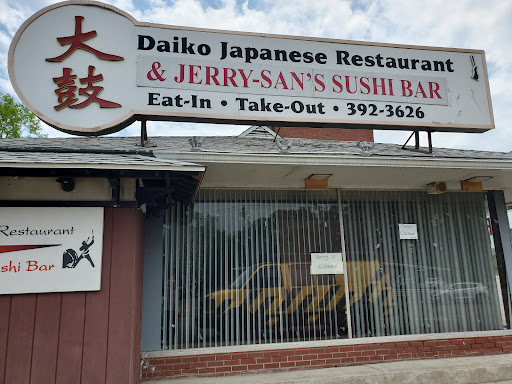 大鼓
Daiko Japanese Restaurant
& JERRY-SAN'S SUSHI BAR
Eat-In • Take-Out • 392-3626
Restaurant
shi Bar